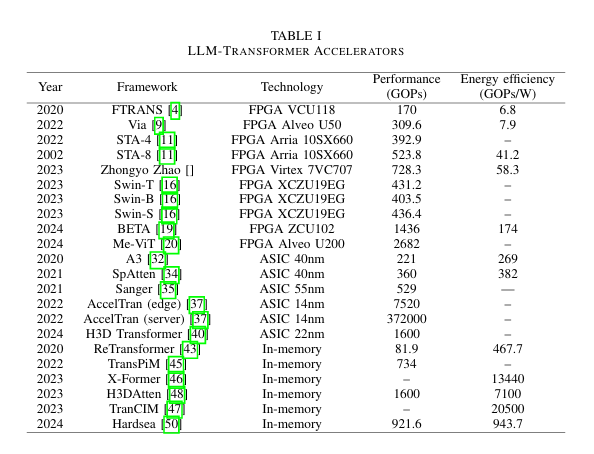 TABLE I
LLM-TRANSFORMER ACCELERATORS
Year Framework Technology Performance (GOPs) Energy efficiency (GOPs/W)
2020 FTRANS [4] FPGA VCU118 170 6.8
2022 Via [9] FPGA Alveo U50 309.6 7.9
2022 STA-4 [11] FPGA Arria 10SX660 392.9 –
2002 STA-8 [11] FPGA Arria 10SX660 523.8 41.2
2023 Zhongyo Zhao [] FPGA Virtex 7VC707 728.3 58.3
2023 Swin-T [16] FPGA XCZU19EG 431.2 –
2023 Swin-B [16] FPGA XCZU19EG 403.5 –
2023 Swin-S [16] FPGA XCZU19EG 436.4 –
2024 BETA [19] FPGA ZCU102 1436 174
2024 Me-ViT [20] FPGA Alveo U200 2682 –
2020 A3 [32] ASIC 40nm 221 269
2021 SpAtten [34] ASIC 40nm 360 382
2021 Sanger [35] ASIC 55nm 529 —
2022 AccelTran (edge) [37] ASIC 14nm 7520 –
2022 AccelTran (server) [37] ASIC 14nm 372000 –
2024 H3D Transformer [40] ASIC 22nm 1600 –
2020 ReTransformer [43] In-memory 81.9 467.7
2022 TransPiM [45] In-memory 734 –
2023 X-Former [46] In-memory – 13440
2023 H3DAtten [48] In-memory 1600 7100
2023 TranCIM [47] In-memory – 20500
2024 Hardsea [50] In-memory 921.6 943.7